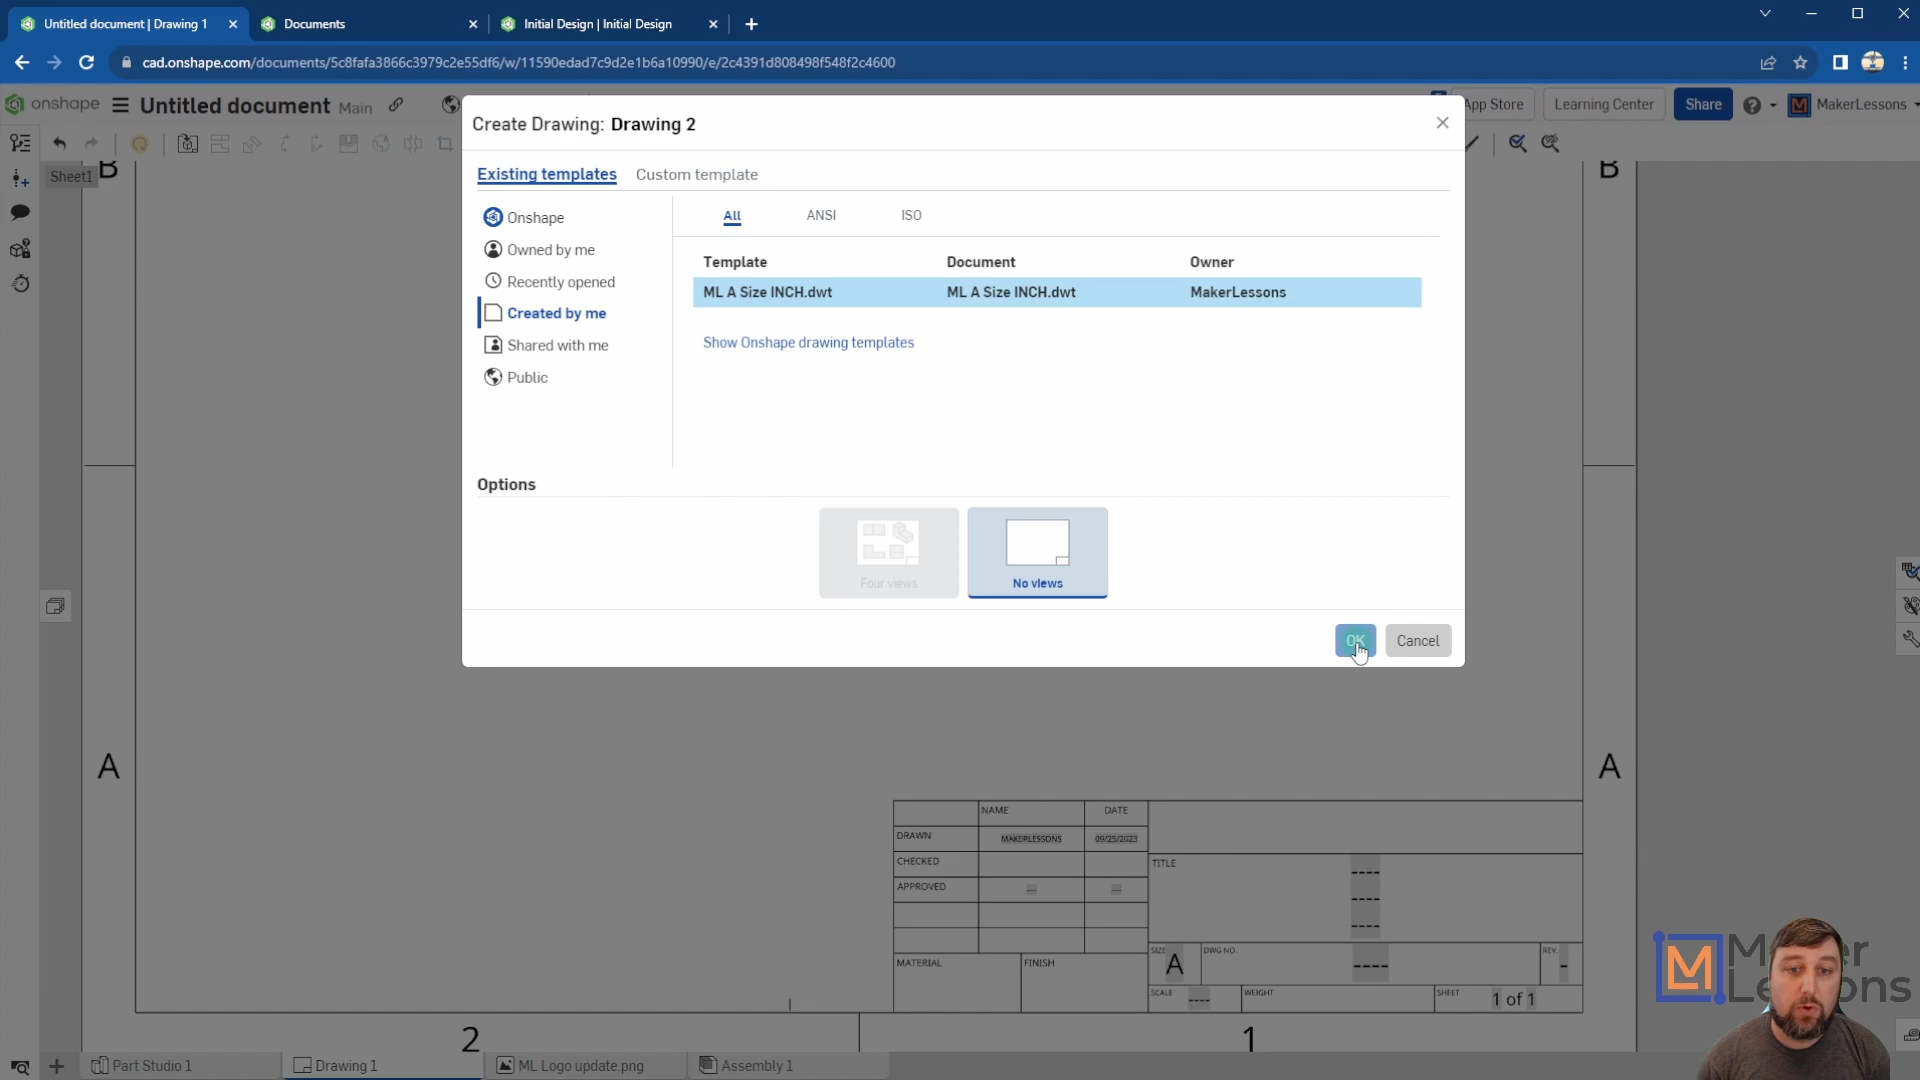 Untitled document | Drawing 1
Documents
Initial Design | Initial Design
cad.onshape.com/documents/5c8fafa3866c3979c2e55df6/w/11590edad7c9d2e1b6a10990/e/2c4391d808498f548f2c4600
onshape
Untitled document
Main
App Store
Learning Center
Share
MakerLessons
Sheet1
B
B
Create Drawing: Drawing 2
Existing templates
Custom template
Onshape
Owned by me
Recently opened
Created by me
Shared with me
Public
All
ANSI
ISO
Template
Document
Owner
ML A Size INCH.dwt
ML A Size INCH.dwt
MakerLessons
Show Onshape drawing templates
Options
Four views
No views
OK
Cancel
A
A
NAME
DATE
DRAWN
MAKERLESSONS
09/25/2023
CHECKED
APPROVED
TITLE
----
----
----
MATERIAL
FINISH
SIZE
A
DWG NO.
----
REV.
-
SCALE
----
WEIGHT
SHEET
1 of 1
2
1
Part Studio 1
Drawing 1
ML Logo update.png
Assembly 1